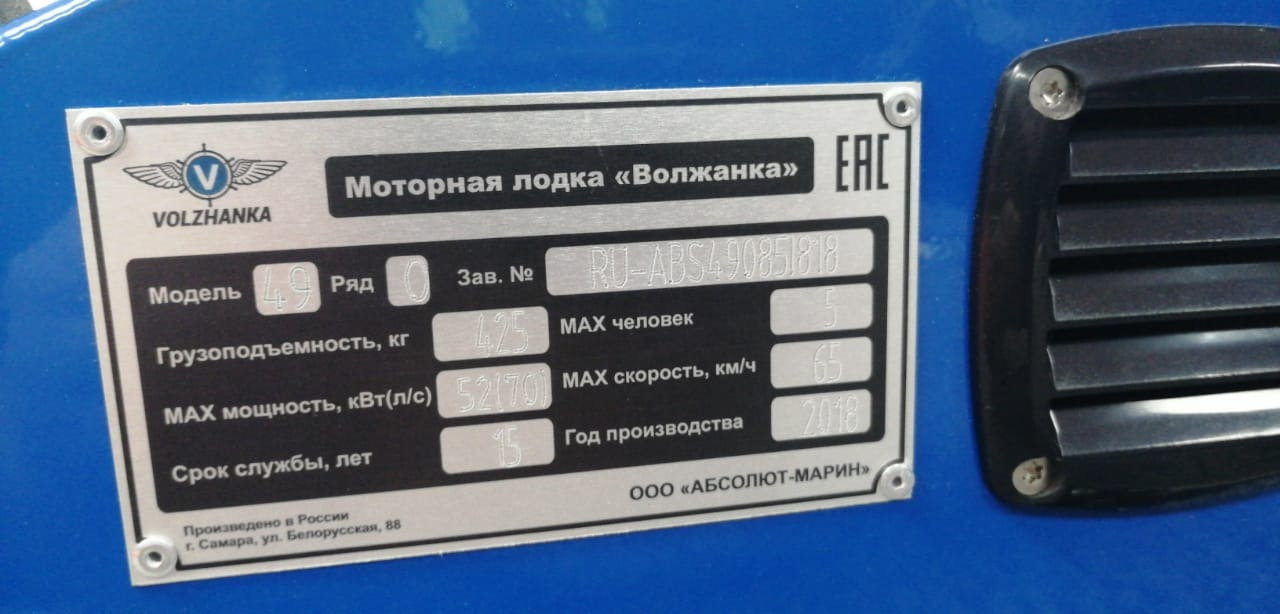 V
VOLZHANKA
Моторная лодка «Волжанка»
EAC
Модель 49 Ряд 0 Зав. № RU-ABS49085I818
Грузоподъемность, кг 425 MAX человек 5
MAX мощность, кВт(л/с) 52(70) MAX скорость, км/ч 65
Срок службы, лет 15 Год производства 2018
ООО «АБСОЛЮТ-МАРИН»
Произведено в России
г. Самара, ул. Белорусская, 88